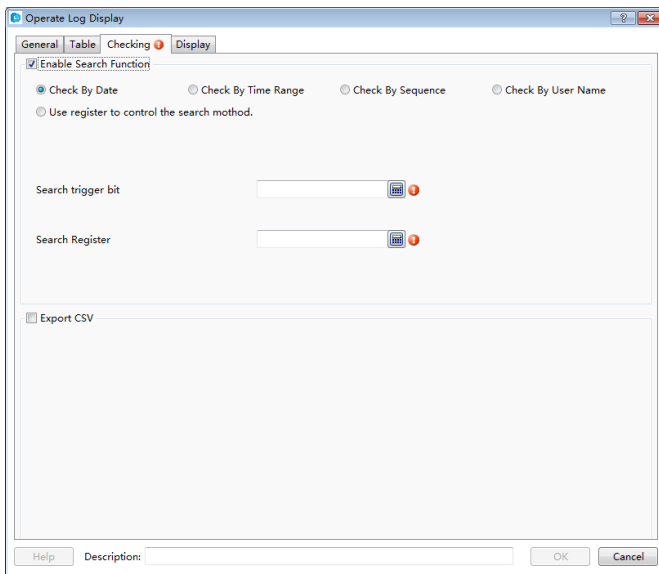 Operate Log Display
General Table Checking Display
Enable Search Function
Check By Date Check By Time Range Check By Sequence Check By User Name
Use register to control the search mothod.
Search trigger bit
Search Register
Export CSV
Help Description: OK Cancel